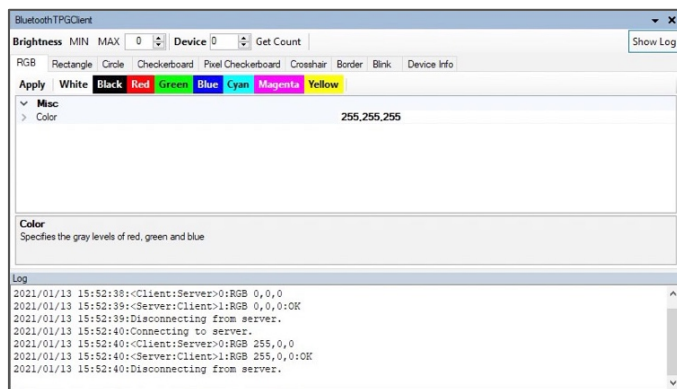 BluetoothTPGClient
Brightness MIN MAX 0 Device 0 Get Count Show Log
RGB Rectangle Circle Checkerboard Pixel Checkerboard Crosshair Border Blink Device Info
Apply White Black Red Green Blue Cyan Magenta Yellow
Misc
Color 255,255,255
Color
Specifies the gray levels of red, green and blue
Log
2021/01/13 15:52:38:<Client:Server>0:RGB 0,0,0
2021/01/13 15:52:39:<Server:Client>1:RGB 0,0,0:OK
2021/01/13 15:52:39:Disconnecting from server.
2021/01/13 15:52:40:Connecting to server.
2021/01/13 15:52:40:<Client:Server>0:RGB 255,0,0
2021/01/13 15:52:40:<Server:Client>1:RGB 255,0,0:OK
2021/01/13 15:52:40:Disconnecting from server.